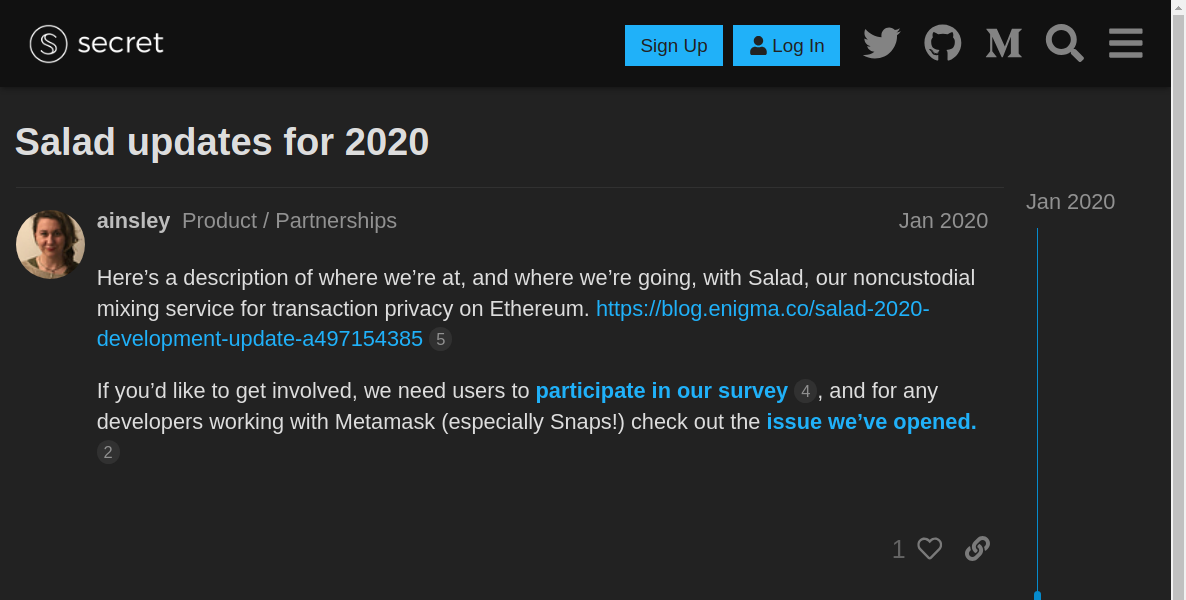 secret
Sign Up
Log In
Salad updates for 2020
Jan 2020
ainsley Product / Partnerships Jan 2020
Here’s a description of where we’re at, and where we’re going, with Salad, our noncustodial
mixing service for transaction privacy on Ethereum. https://blog.enigma.co/salad-2020-
development-update-a497154385 5
If you’d like to get involved, we need users to participate in our survey 4 , and for any
developers working with Metamask (especially Snaps!) check out the issue we’ve opened.
2
1